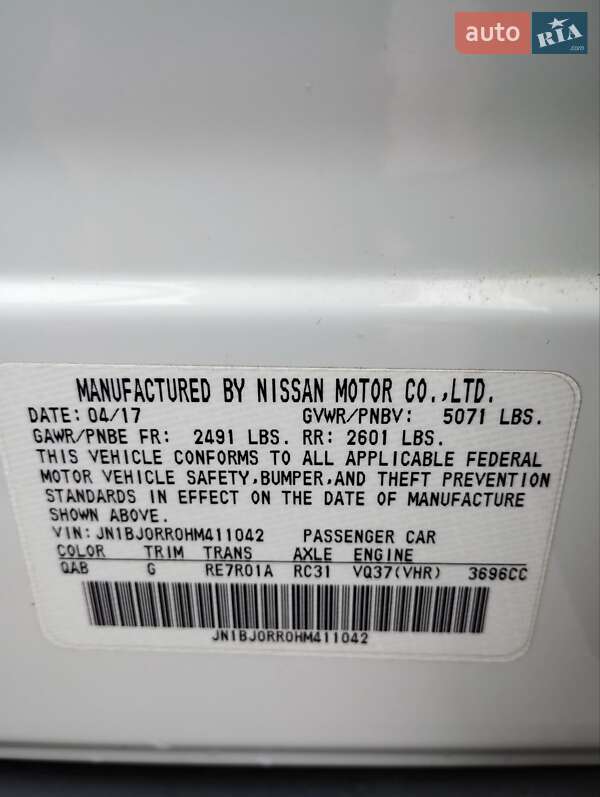 auto RIA.com
MANUFACTURED BY NISSAN MOTOR CO.,LTD.
DATE: 04/17 GVWR/PNBV: 5071 LBS.
GAWR/PNBE FR: 2491 LBS. RR: 2601 LBS.
THIS VEHICLE CONFORMS TO ALL APPLICABLE FEDERAL
MOTOR VEHICLE SAFETY,BUMPER,AND THEFT PREVENTION
STANDARDS IN EFFECT ON THE DATE OF MANUFACTURE
SHOWN ABOVE.
VIN: JN1BJ0RR0HM411042 PASSENGER CAR
COLOR TRIM TRANS AXLE ENGINE
QAB G RE7R01A RC31 VQ37(VHR) 3696CC
JN1BJ0RR0HM411042